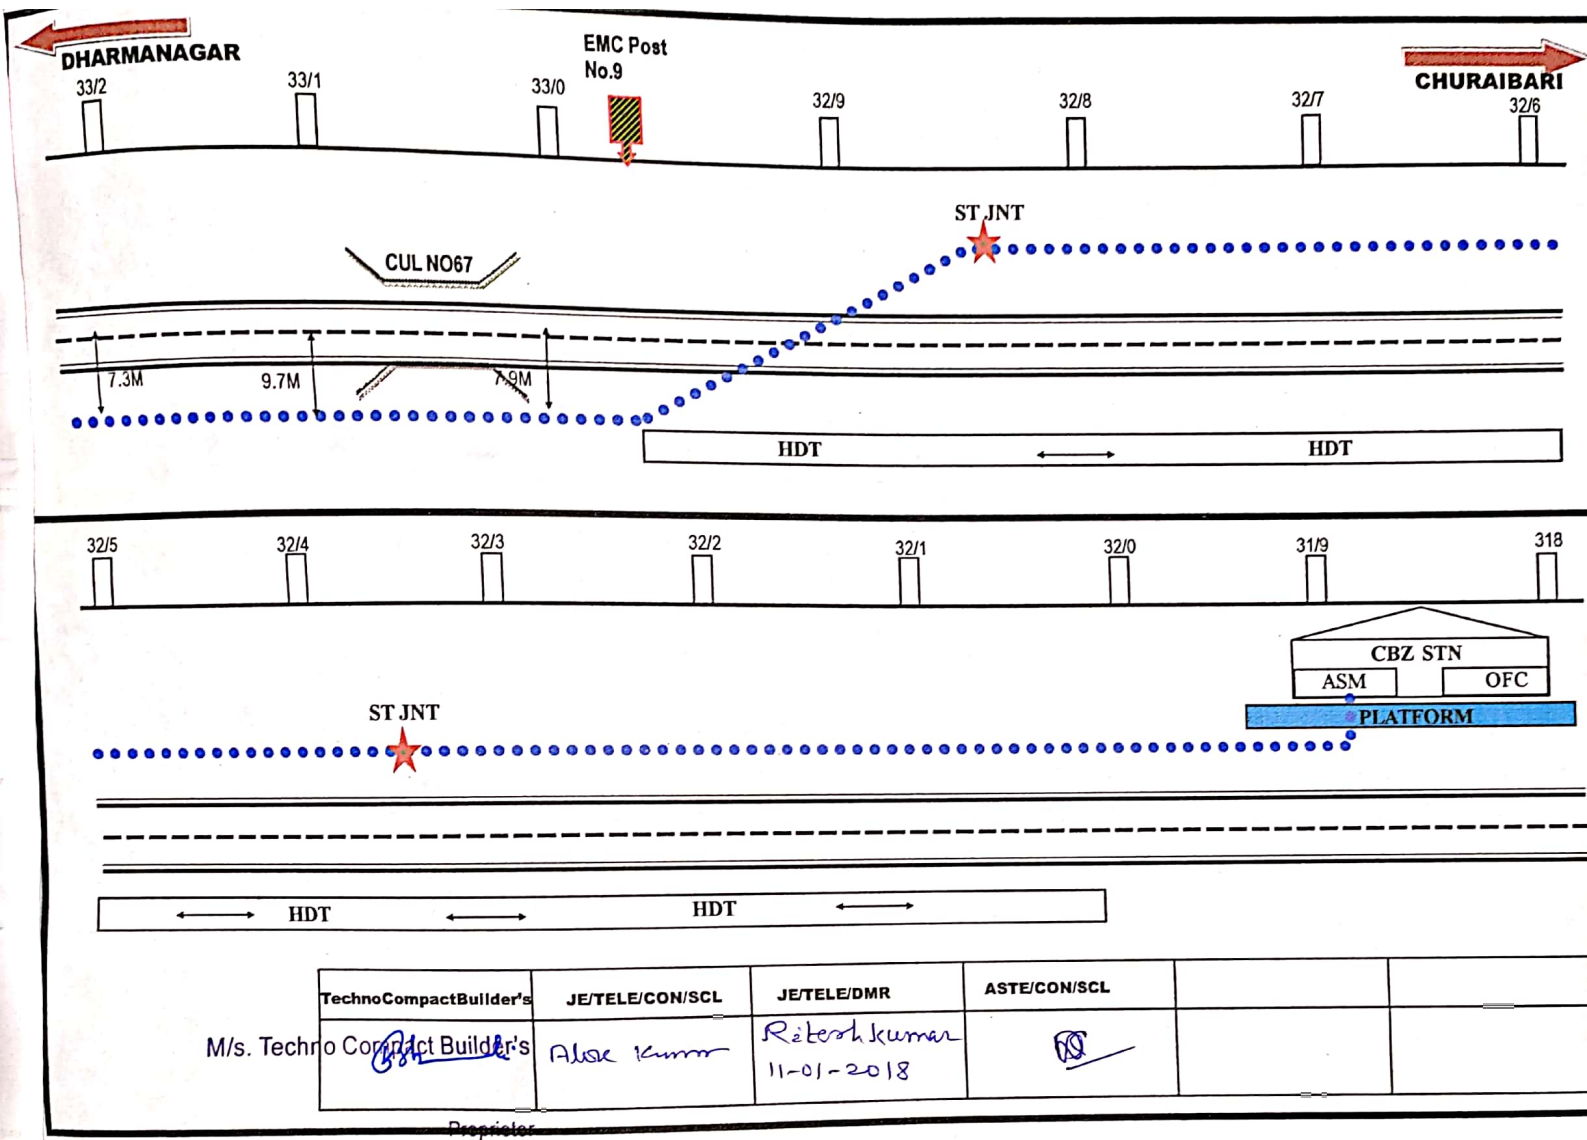 DHARMANAGAR
EMC Post
No.9
CHURAIBARI
33/2
33/1
33/0
32/9
32/8
32/7
32/6
ST JNT
CUL NO67
7.3M
9.7M
7.9M
HDT
HDT
32/5
32/4
32/3
32/2
32/1
32/0
31/9
318
CBZ STN
ASM
OFC
PLATFORM
ST JNT
HDT
HDT
TechnoCompactBuilder's
JE/TELE/CON/SCL
JE/TELE/DMR
ASTE/CON/SCL
M/s. Techno Compact Builder's
Alok Kumar
Ritesh Kumar
11-01-2018
Proprietor